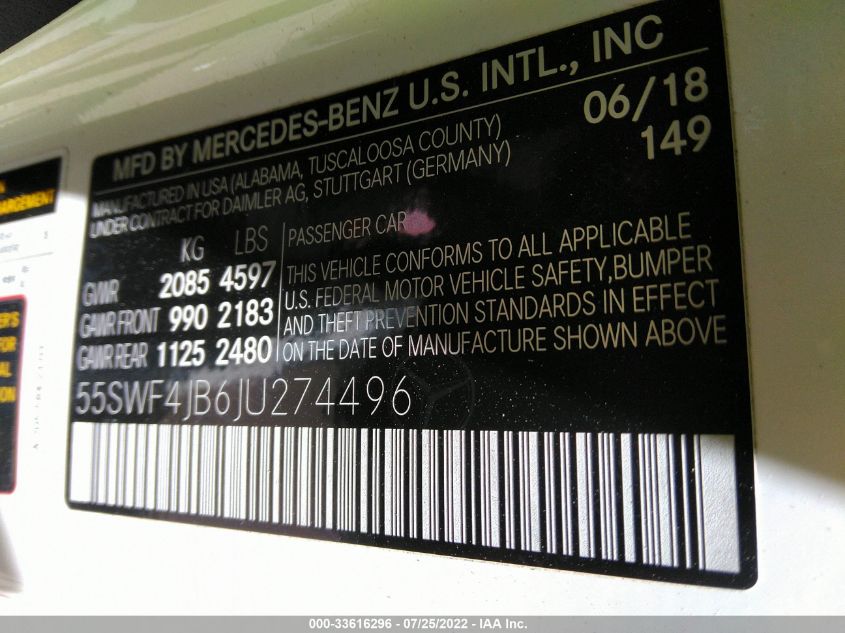 MFD BY MERCEDES-BENZ U.S. INTL., INC
06/18
149
MANUFACTURED IN USA (ALABAMA, TUSCALOOSA COUNTY)
UNDER CONTRACT FOR DAIMLER AG, STUTTGART (GERMANY)
KG LBS
GWR 2085 4597
GAWR FRONT 990 2183
GAWR REAR 1125 2480
PASSENGER CAR
THIS VEHICLE CONFORMS TO ALL APPLICABLE
U.S. FEDERAL MOTOR VEHICLE SAFETY, BUMPER
AND THEFT PREVENTION STANDARDS IN EFFECT
ON THE DATE OF MANUFACTURE SHOWN ABOVE
55SWF4JB6JU274496
000-33616296 - 07/25/2022 - IAA Inc.